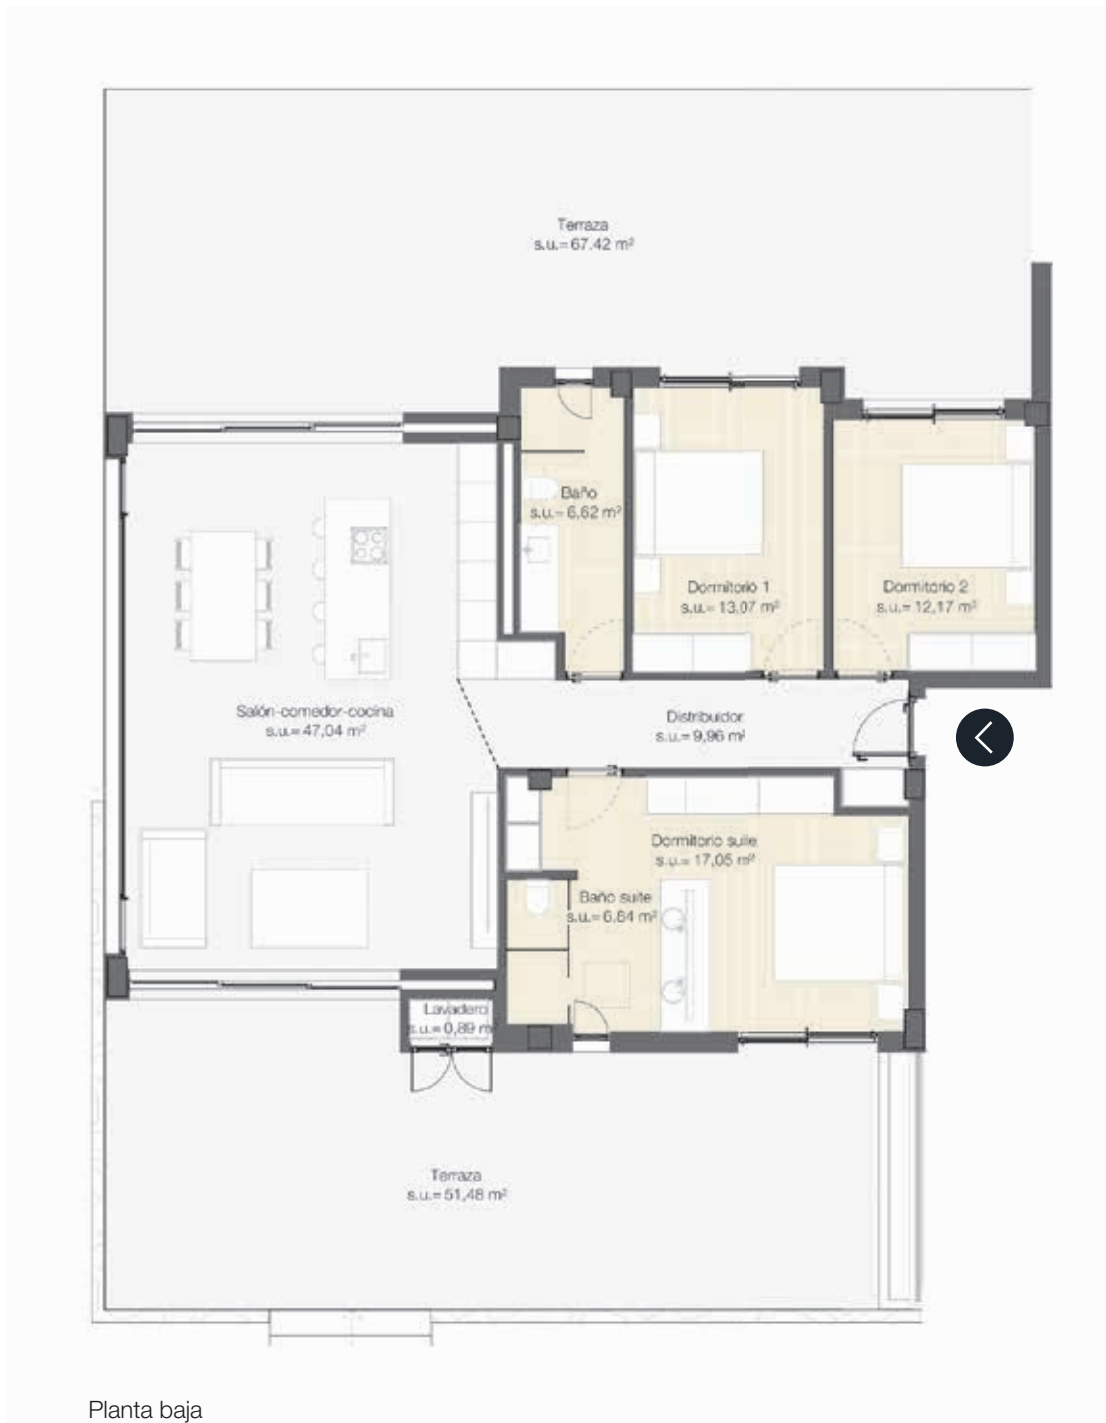 Terraza
s.u.= 67.42 m²
Baño
s.u.= 6,62 m²
Dormitorio 1
s.u.= 13,07 m²
Dormitorio 2
s.u.= 12,17 m²
Salón-comedor-cocina
s.u.= 47,04 m²
Distribuidor
s.u.= 9,96 m²
Dormitorio suite
s.u.= 17,05 m²
Baño suite
s.u.= 6,84 m²
Lavadero
s.u.= 0,89 m²
Terraza
s.u.= 51,48 m²
Planta baja